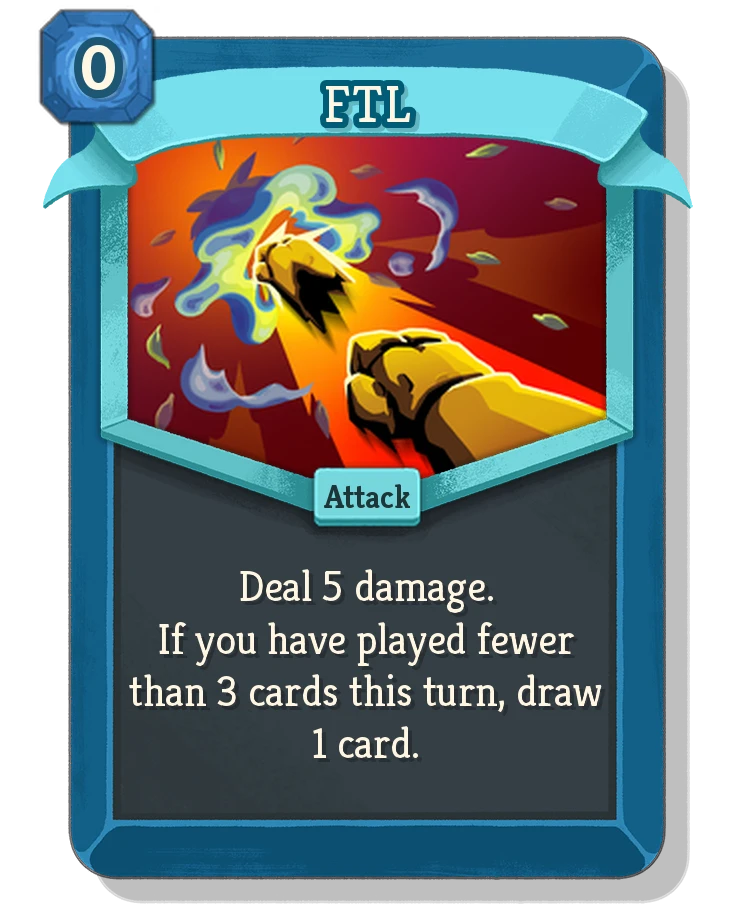 0
FTL
Attack
Deal 5 damage.
If you have played fewer
than 3 cards this turn, draw
1 card.